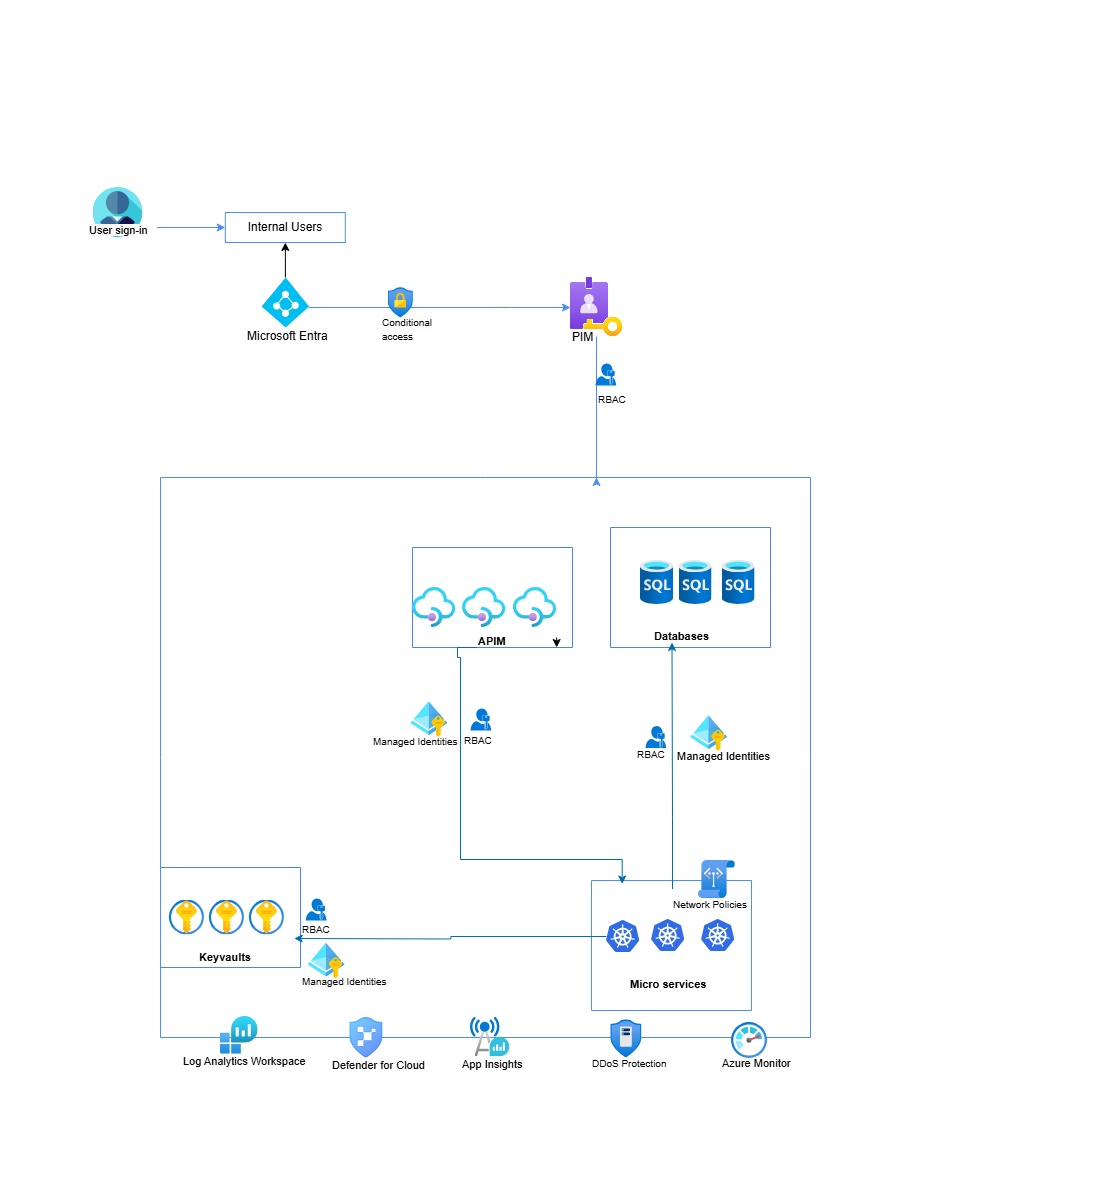 User sign-in
Internal Users
Microsoft Entra
Conditional
access
PIM
RBAC
SQL
SQL
SQL
APIM
Databases
Managed Identities
RBAC
RBAC
Managed Identities
Network Policies
RBAC
Keyvaults
Managed Identities
Micro services
Log Analytics Workspace
Defender for Cloud
App Insights
DDoS Protection
Azure Monitor